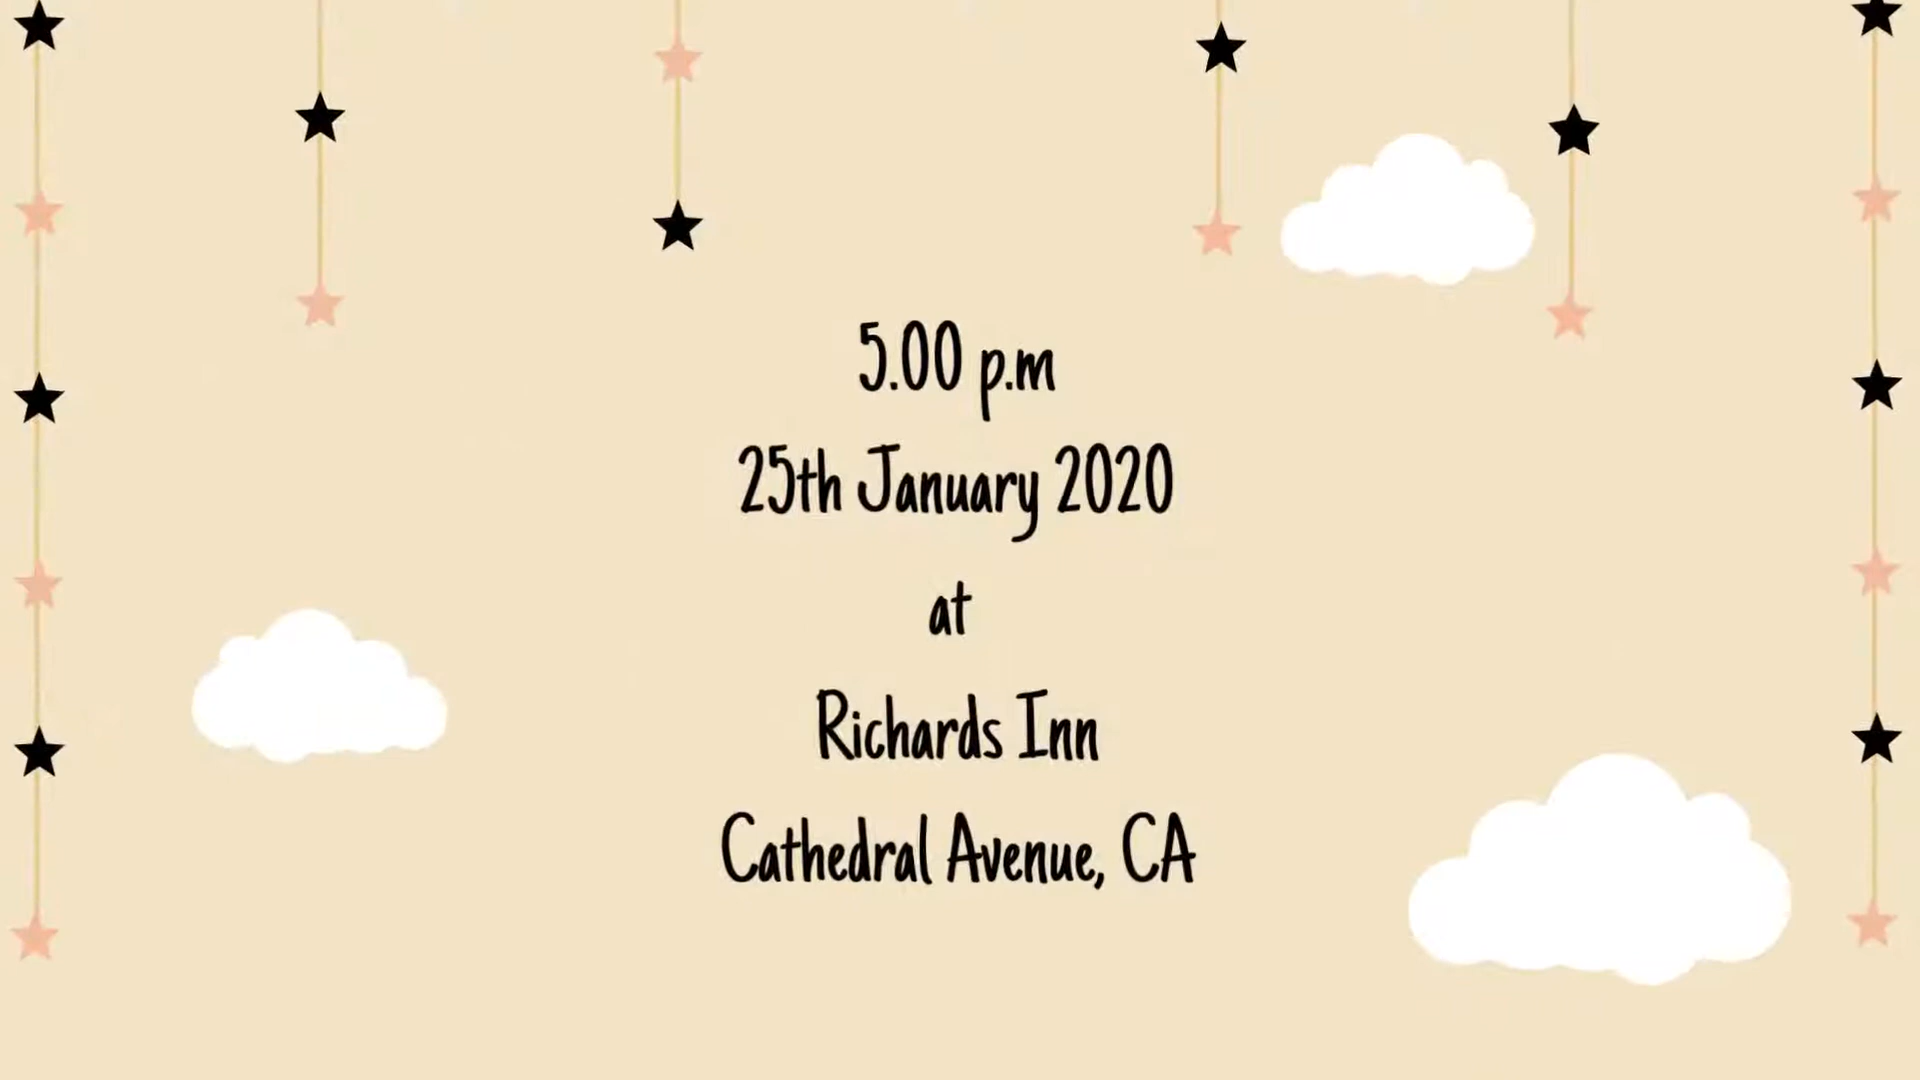 5.00 p.m
25th January 2020
at
Richards Inn
Cathedral Avenue, CA